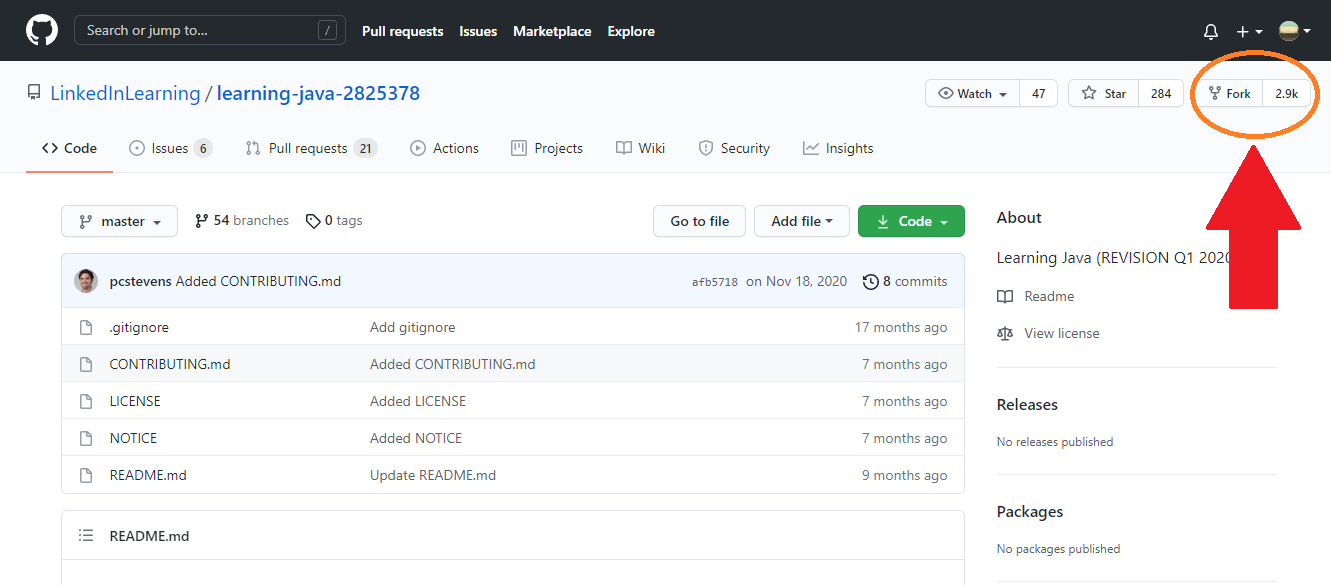 Search or jump to... /
Pull requests Issues Marketplace Explore
LinkedInLearning / learning-java-2825378
Watch 47 Star 284 Fork 2.9k
Code Issues 6 Pull requests 21 Actions Projects Wiki Security Insights
master 54 branches 0 tags Go to file Add file Code
pcstevens Added CONTRIBUTING.md afb5718 on Nov 18, 2020 8 commits
.gitignore Add gitignore 17 months ago
CONTRIBUTING.md Added CONTRIBUTING.md 7 months ago
LICENSE Added LICENSE 7 months ago
NOTICE Added NOTICE 7 months ago
README.md Update README.md 9 months ago
README.md
About
Learning Java (REVISION Q1 2020
Readme
View license
Releases
No releases published
Packages
No packages published